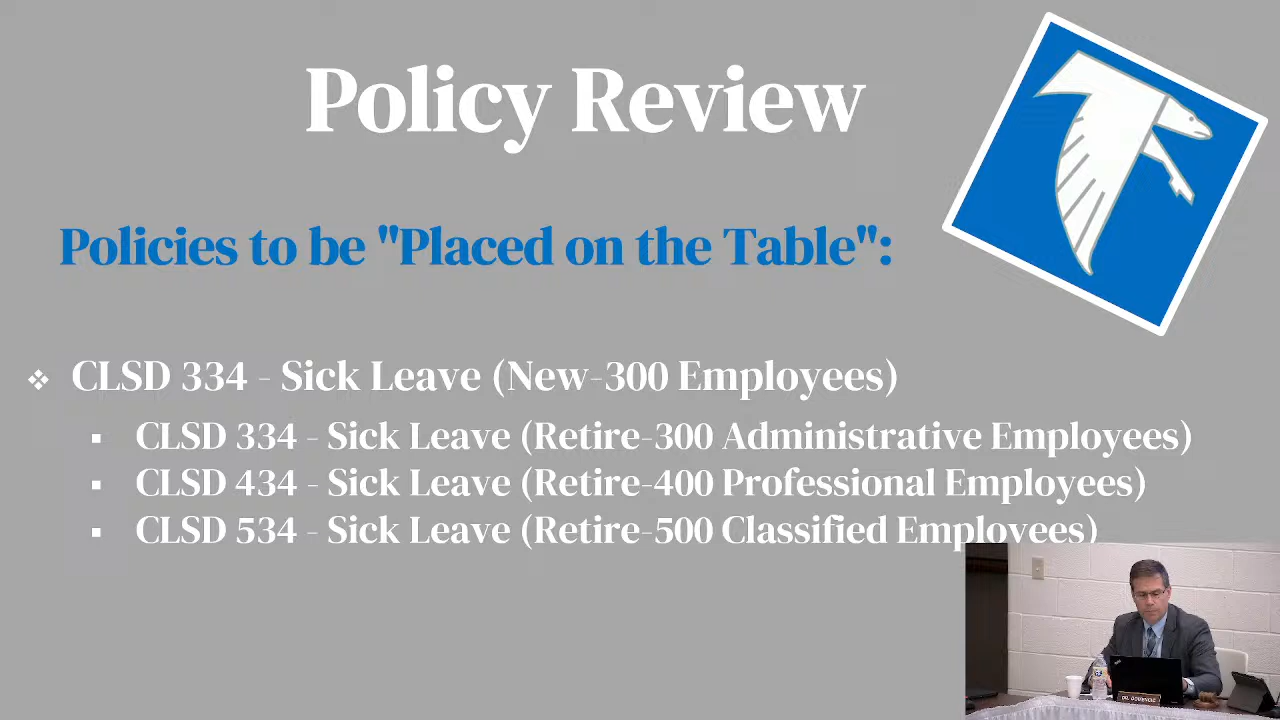 Policy Review
Policies to be "Placed on the Table":
❖ CLSD 334 - Sick Leave (New-300 Employees)
▪ CLSD 334 - Sick Leave (Retire-300 Administrative Employees)
▪ CLSD 434 - Sick Leave (Retire-400 Professional Employees)
▪ CLSD 534 - Sick Leave (Retire-500 Classified Employees)